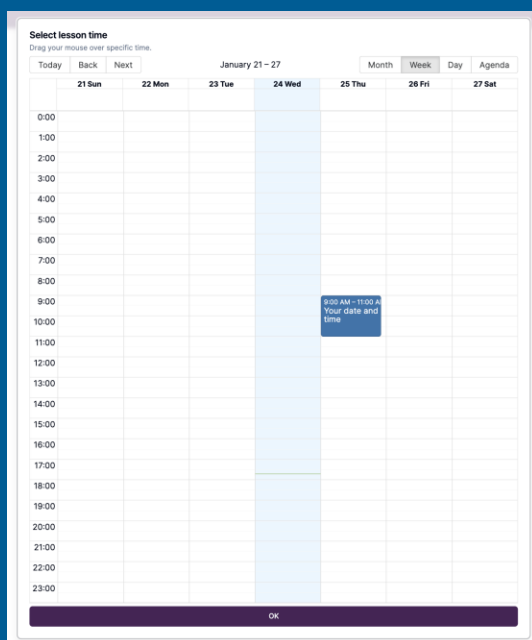 Select lesson time
Drag your mouse over specific time.
Today Back Next January 21 – 27 Month Week Day Agenda
21 Sun 22 Mon 23 Tue 24 Wed 25 Thu 26 Fri 27 Sat
0:00
1:00
2:00
3:00
4:00
5:00
6:00
7:00
8:00
9:00 9:00 AM – 11:00 A
Your date and
10:00 time
11:00
12:00
13:00
14:00
15:00
16:00
17:00
18:00
19:00
20:00
21:00
22:00
23:00
OK